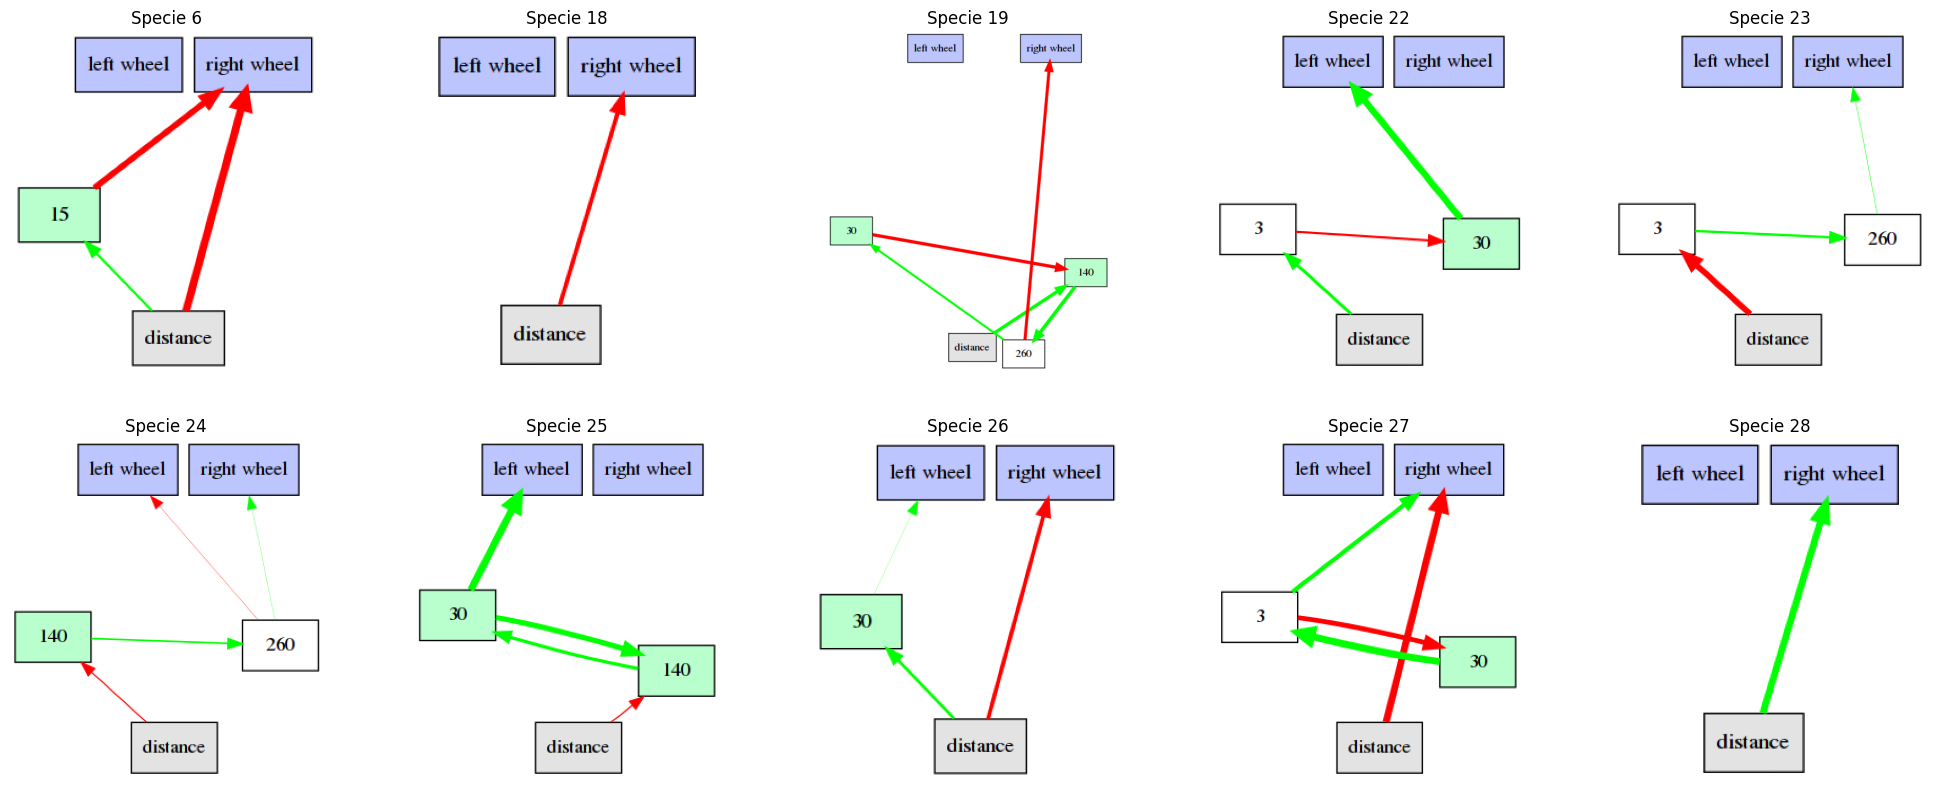 Specie 6
left wheel right wheel
15
distance
Specie 18
left wheel right wheel
distance
Specie 19
left wheel right wheel
30
140
distance
260
Specie 22
left wheel right wheel
3
30
distance
Specie 23
left wheel right wheel
3
260
distance
Specie 24
left wheel right wheel
140
260
distance
Specie 25
left wheel right wheel
30
140
distance
Specie 26
left wheel right wheel
30
distance
Specie 27
left wheel right wheel
3
30
distance
Specie 28
left wheel right wheel
distance